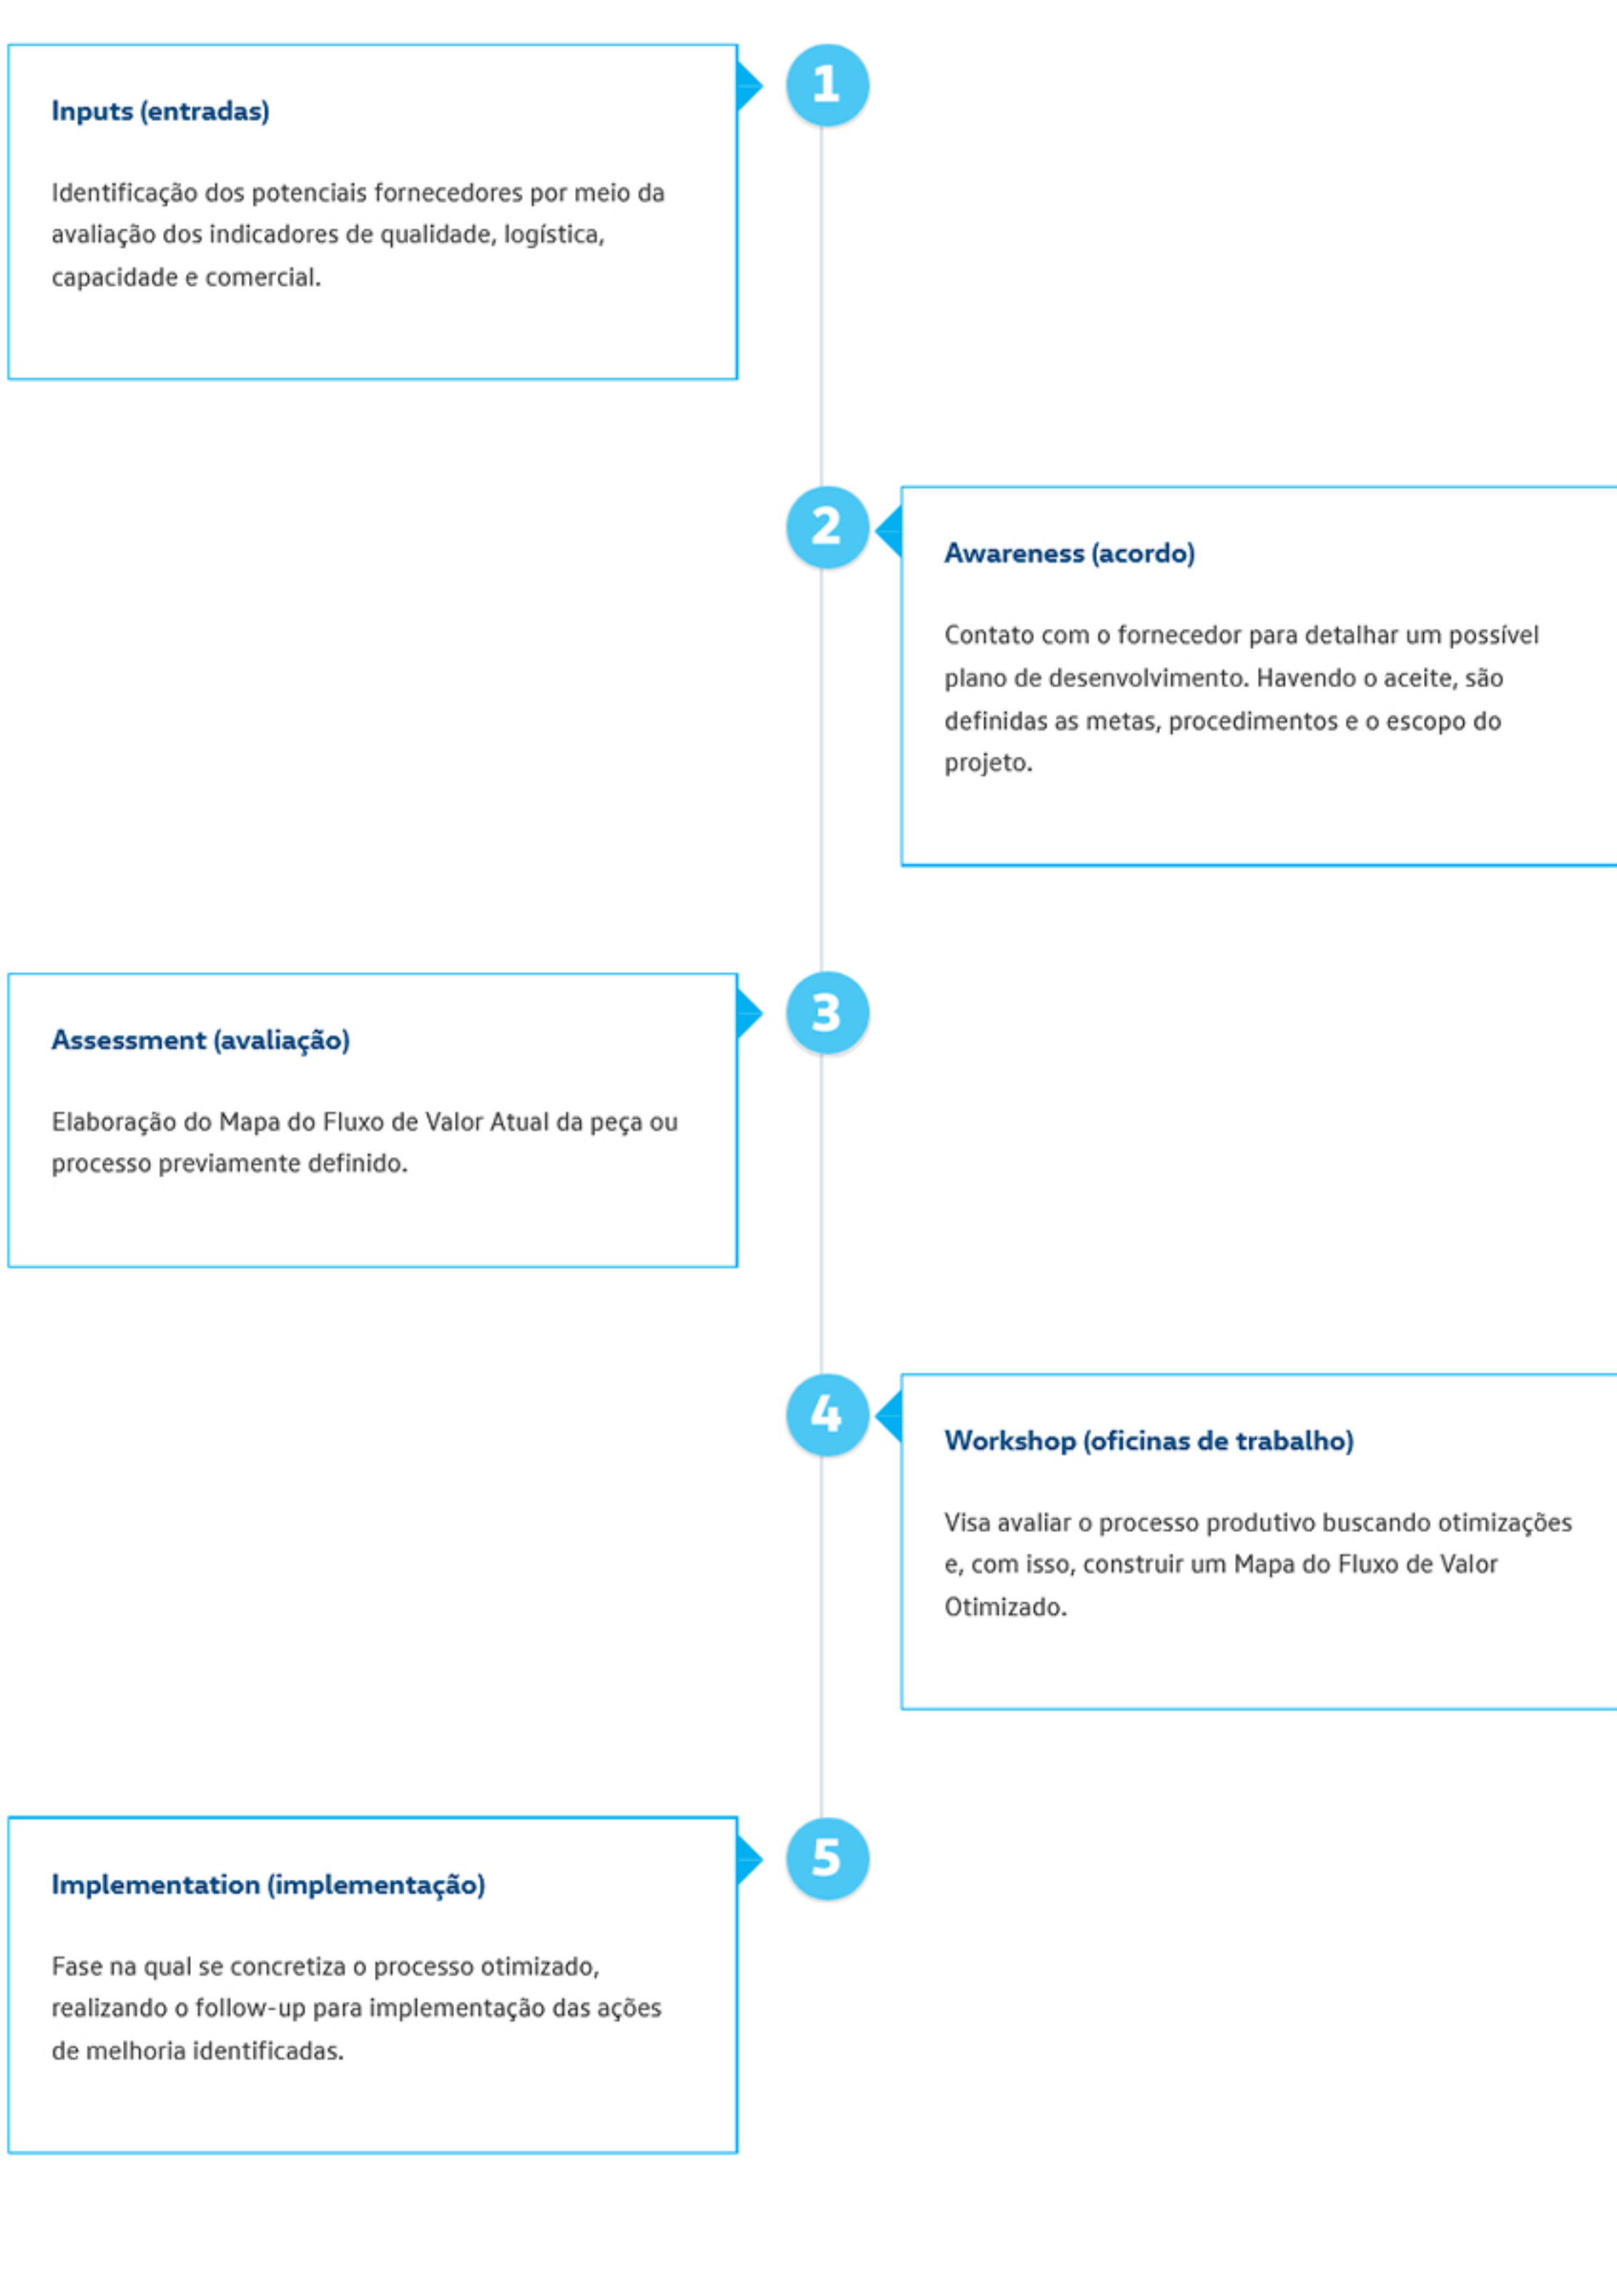 1
Inputs (entradas)
Identificação dos potenciais fornecedores por meio da
avaliação dos indicadores de qualidade, logística,
capacidade e comercial.
2
Awareness (acordo)
Contato com o fornecedor para detalhar um possível
plano de desenvolvimento. Havendo o aceite, são
definidas as metas, procedimentos e o escopo do
projeto.
3
Assessment (avaliação)
Elaboração do Mapa do Fluxo de Valor Atual da peça ou
processo previamente definido.
4
Workshop (oficinas de trabalho)
Visa avaliar o processo produtivo buscando otimizações
e, com isso, construir um Mapa do Fluxo de Valor
Otimizado.
5
Implementation (implementação)
Fase na qual se concretiza o processo otimizado,
realizando o follow-up para implementação das ações
de melhoria identificadas.